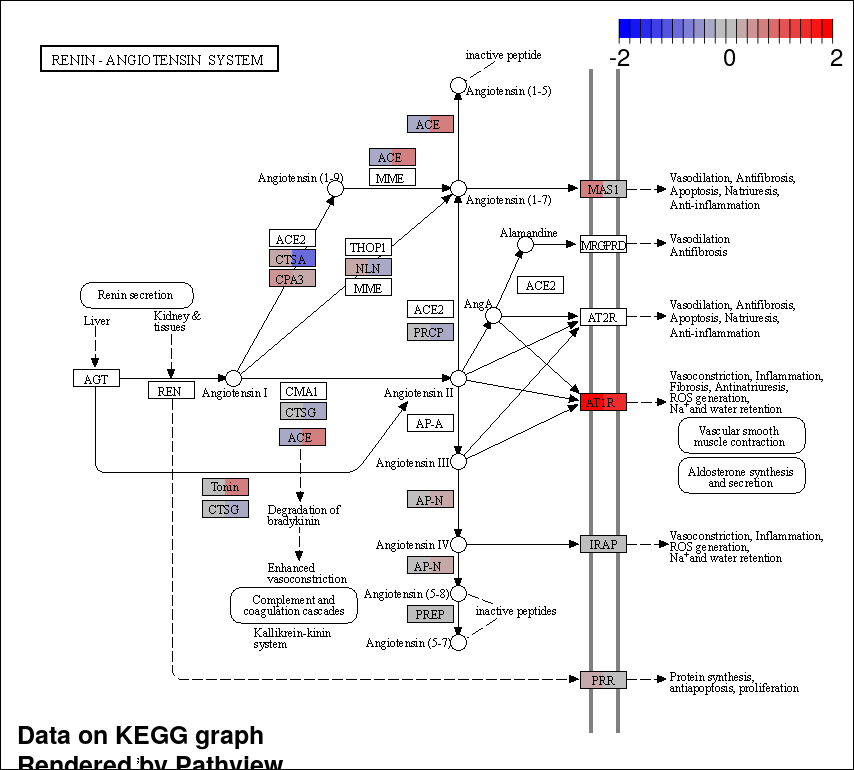 -2 0 2
RENIN - ANGIOTENSIN SYSTEM
inactive peptide
Angiotensin (1-5)
ACE
ACE
MME
Angiotensin (1-9)
Angiotensin (1-7)
MAS1
Vasodilation, Antifibrosis,
Apoptosis, Natriuresis,
Anti-inflammation
ACE2
CTSA
CPA3
THOP1
NLN
MME
Alamandine
MRGPRD
Vasodilation
Antifibrosis
ACE2
Renin secretion
Liver
Kidney &
tissues
ACE2
PRCP
AngA
AT2R
Vasodilation, Antifibrosis,
Apoptosis, Natriuresis,
Anti-inflammation
AGT
REN
Angiotensin I
CMA1
CTSG
ACE
Angiotensin II
AT1R
Vasoconstriction, Inflammation,
Fibrosis, Antinatriuresis,
ROS generation,
Na+ and water retention
Vascular smooth
muscle contraction
Aldosterone synthesis
and secretion
AP-A
Angiotensin III
Tonin
CTSG
Degradation of
bradykinin
Enhanced
vasoconstriction
Complement and
coagulation cascades
Kallikrein-kinin
system
AP-N
Angiotensin IV
IRAP
Vasoconstriction, Inflammation,
ROS generation,
Na+ and water retention
AP-N
Angiotensin (5-8)
PREP
inactive peptides
Angiotensin (5-7)
PRR
Protein synthesis,
antiapoptosis, proliferation
Data on KEGG graph
Rendered by Pathview